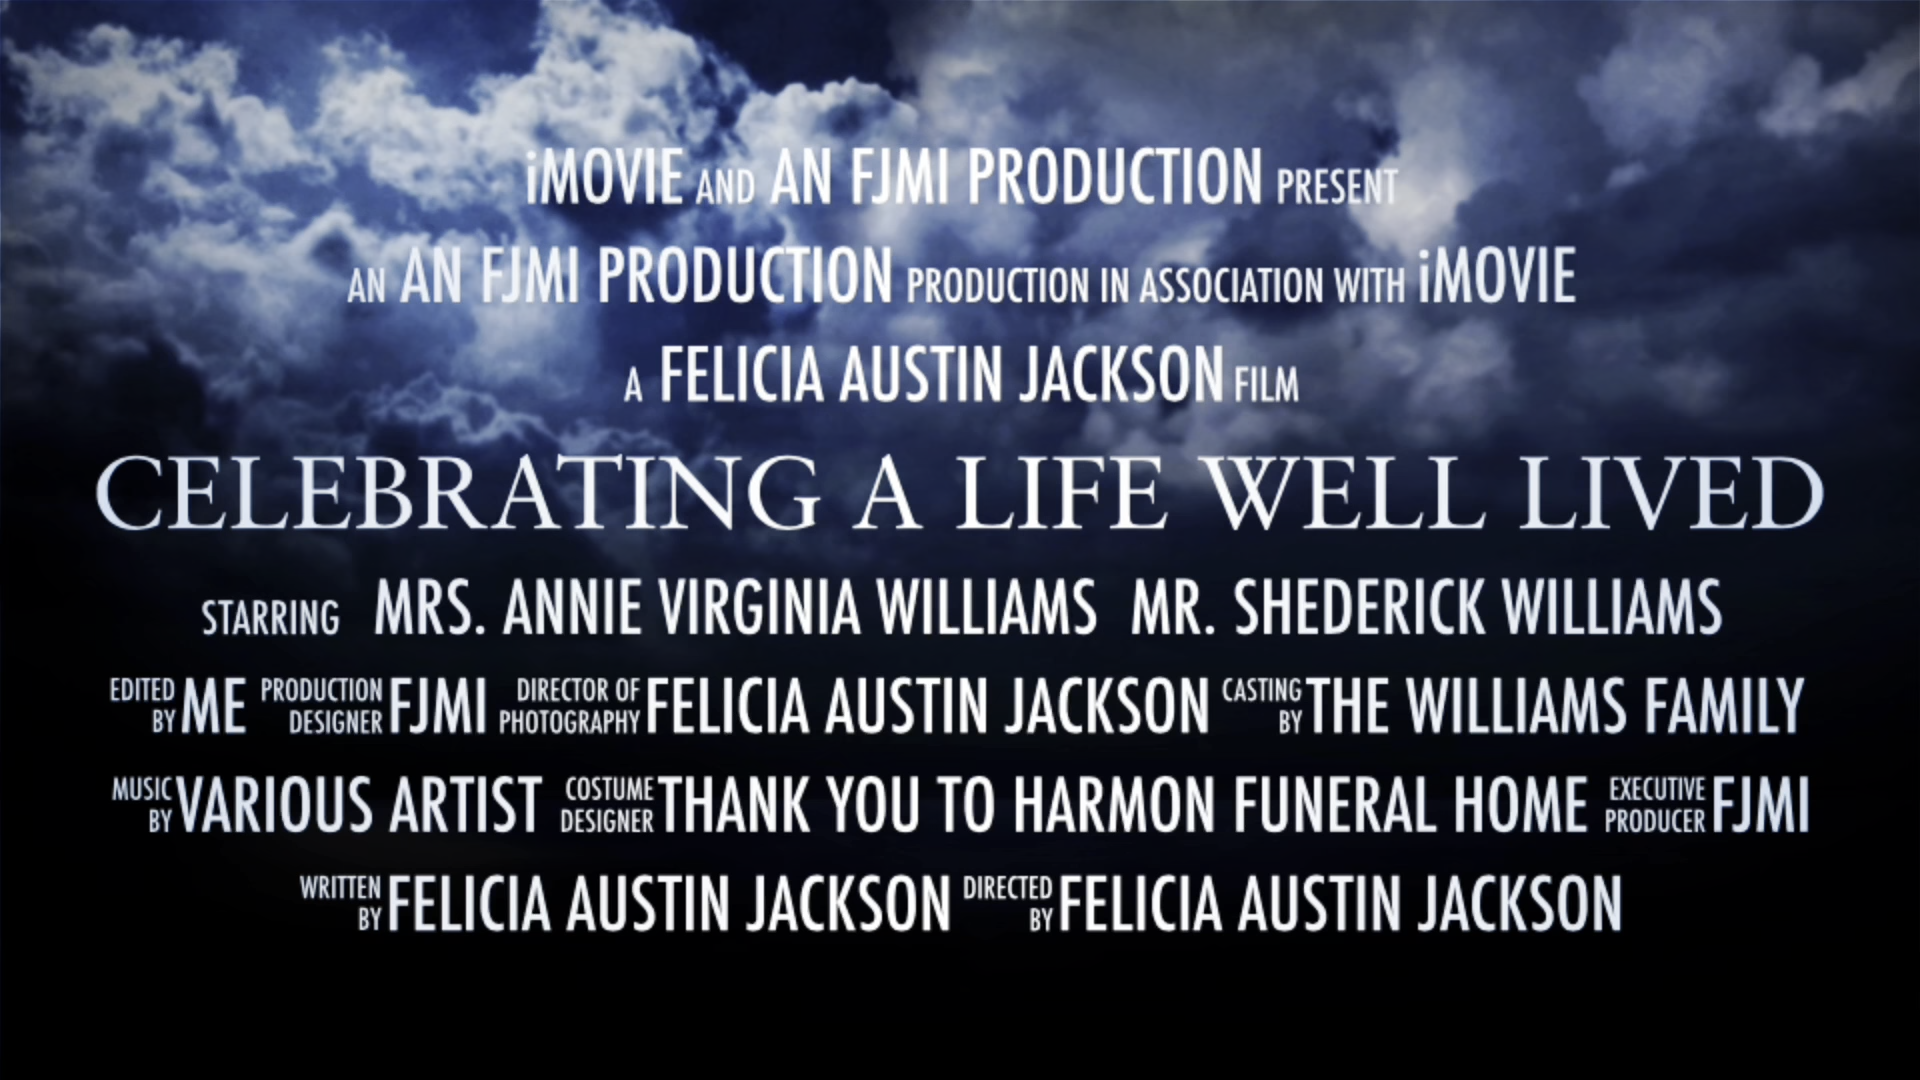 iMOVIE AND AN FJMI PRODUCTION PRESENT
AN AN FJMI PRODUCTION PRODUCTION IN ASSOCIATION WITH iMOVIE
A FELICIA AUSTIN JACKSON FILM
CELEBRATING A LIFE WELL LIVED
STARRING MRS. ANNIE VIRGINIA WILLIAMS MR. SHEDERICK WILLIAMS
EDITED BY ME PRODUCTION DESIGNER FJMI DIRECTOR OF PHOTOGRAPHY FELICIA AUSTIN JACKSON CASTING BY THE WILLIAMS FAMILY
MUSIC BY VARIOUS ARTIST COSTUME DESIGNER THANK YOU TO HARMON FUNERAL HOME EXECUTIVE PRODUCER FJMI
WRITTEN BY FELICIA AUSTIN JACKSON DIRECTED BY FELICIA AUSTIN JACKSON